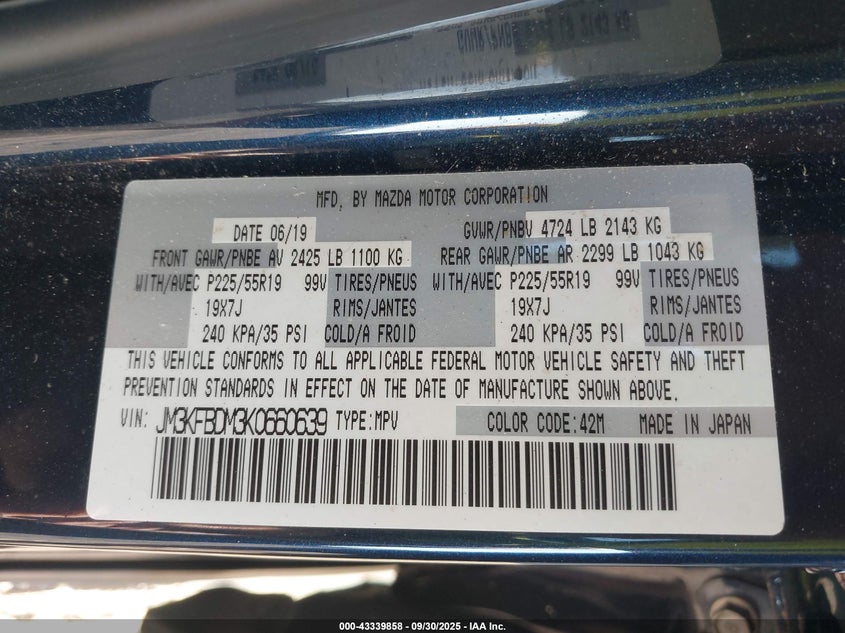 MFD. BY MAZDA MOTOR CORPORATION
DATE 06/19 GVWR/PNBV 4724 LB 2143 KG
FRONT GAWR/PNBE AV 2425 LB 1100 KG REAR GAWR/PNBE AR 2299 LB 1043 KG
WITH/AVEC P225/55R19 99V TIRES/PNEUS WITH/AVEC P225/55R19 99V TIRES/PNEUS
19X7J RIMS/JANTES 19X7J RIMS/JANTES
240 KPA/35 PSI COLD/A FROID 240 KPA/35 PSI COLD/A FROID
THIS VEHICLE CONFORMS TO ALL APPLICABLE FEDERAL MOTOR VEHICLE SAFETY AND THEFT
PREVENTION STANDARDS IN EFFECT ON THE DATE OF MANUFACTURE SHOWN ABOVE.
VIN: JM3KFBDM3K0660639 TYPE:MPV COLOR CODE:42M MADE IN JAPAN
000-43339858 - 09/30/2025 - IAA Inc.